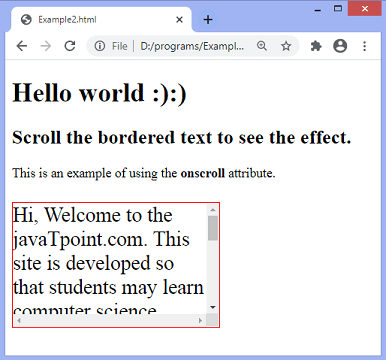 Example2.html
File | D:/programs/Exampl...
Hello world :):)
Scroll the bordered text to see the effect.
This is an example of using the onscroll attribute.
Hi, Welcome to the
javaTpoint.com. This
site is developed so
that students may learn
computer science